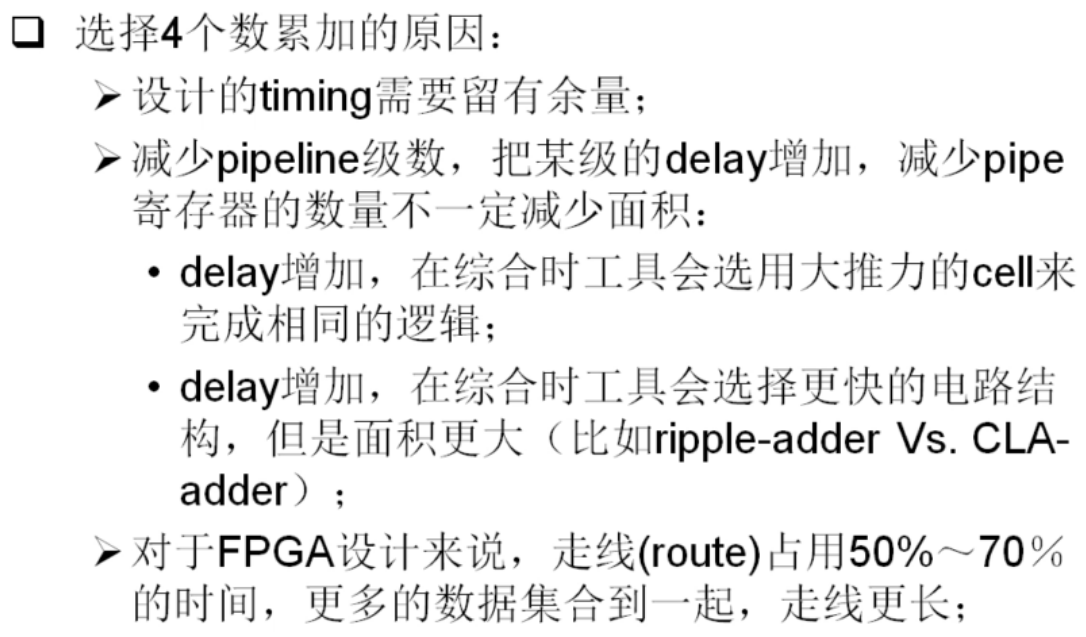 选择4个数累加的原因：
设计的timing需要留有余量；
减少pipeline级数，把某级的delay增加，减少pipe
寄存器的数量不一定减少面积：
delay增加，在综合时工具会选用大推力的cell来
完成相同的逻辑；
delay增加，在综合时工具会选择更快的电路结
构，但是面积更大（比如ripple-adder Vs. CLA-
adder）；
对于FPGA设计来说，走线(route)占用50%～70％
的时间，更多的数据集合到一起，走线更长；